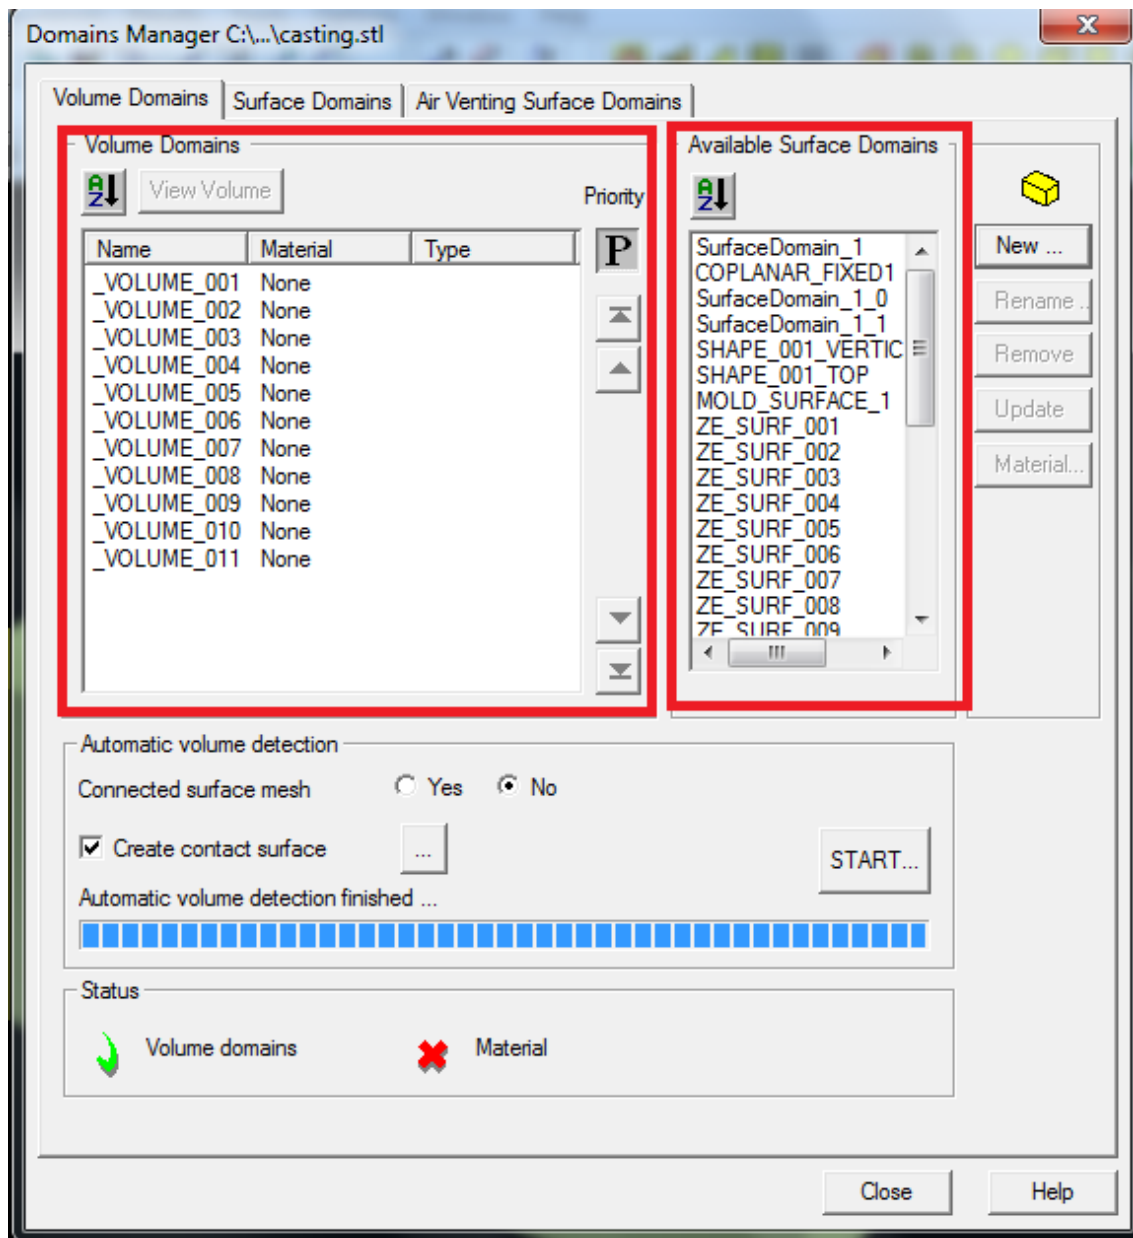 Domains Manager C:\...\casting.stl
Volume Domains Surface Domains Air Venting Surface Domains
Volume Domains
View Volume
Priority
P
Name Material Type
_VOLUME_001 None
_VOLUME_002 None
_VOLUME_003 None
_VOLUME_004 None
_VOLUME_005 None
_VOLUME_006 None
_VOLUME_007 None
_VOLUME_008 None
_VOLUME_009 None
_VOLUME_010 None
_VOLUME_011 None
Available Surface Domains
SurfaceDomain_1
COPLANAR_FIXED1
SurfaceDomain_1_0
SurfaceDomain_1_1
SHAPE_001_VERTIC
SHAPE_001_TOP
MOLD_SURFACE_1
ZE_SURF_001
ZE_SURF_002
ZE_SURF_003
ZE_SURF_004
ZE_SURF_005
ZE_SURF_006
ZE_SURF_007
ZE_SURF_008
ZE_SURF_009
New ...
Rename ..
Remove
Update
Material...
Automatic volume detection
Connected surface mesh Yes No
Create contact surface ...
START...
Automatic volume detection finished ...
Status
Volume domains Material
Close Help